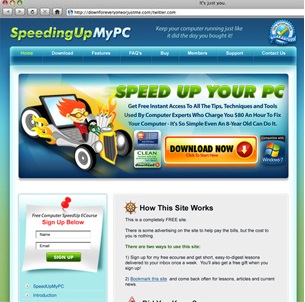 It's just you.
http://downforeveryoneorjustme.com/twitter.com
SpeedingUpMyPC
Keep your computer running just like
it did the day you bought it!
Home Download Features FAQ's Buy Members Support Contact Us
SPEED UP YOUR PC
Get Free Instant Access To All The Tips, Techniques and Tools
Used By Computer Experts Who Charge You $80 An Hour To Fix
Your Computer - It's So Simple Even An 8-Year Old Can Do It.
CLEAN
DOWNLOAD NOW
Click To Start Here
Compatible with
Windows 7
Free Computer SpeedUp ECourse
Sign Up Below
Name:
Email:
SIGN UP
SpeedUpMyPC
Introduction
How This Site Works
This is a completely FREE site.
There is some advertising on the site to help pay the bills, but the cost to
you is nothing.
There are two ways to use this site:
1) Sign up for my free ecourse and get short, easy-to-digest lessons
delivered to your inbox once a week. You'll also get a free gift when you
sign up!
2) Bookmark this site and come back often for lessons, articles and current
news.